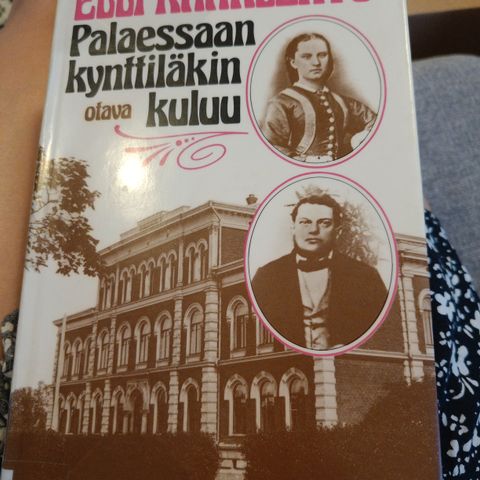 Palaessaan
kynttiläkin
otava kuluu